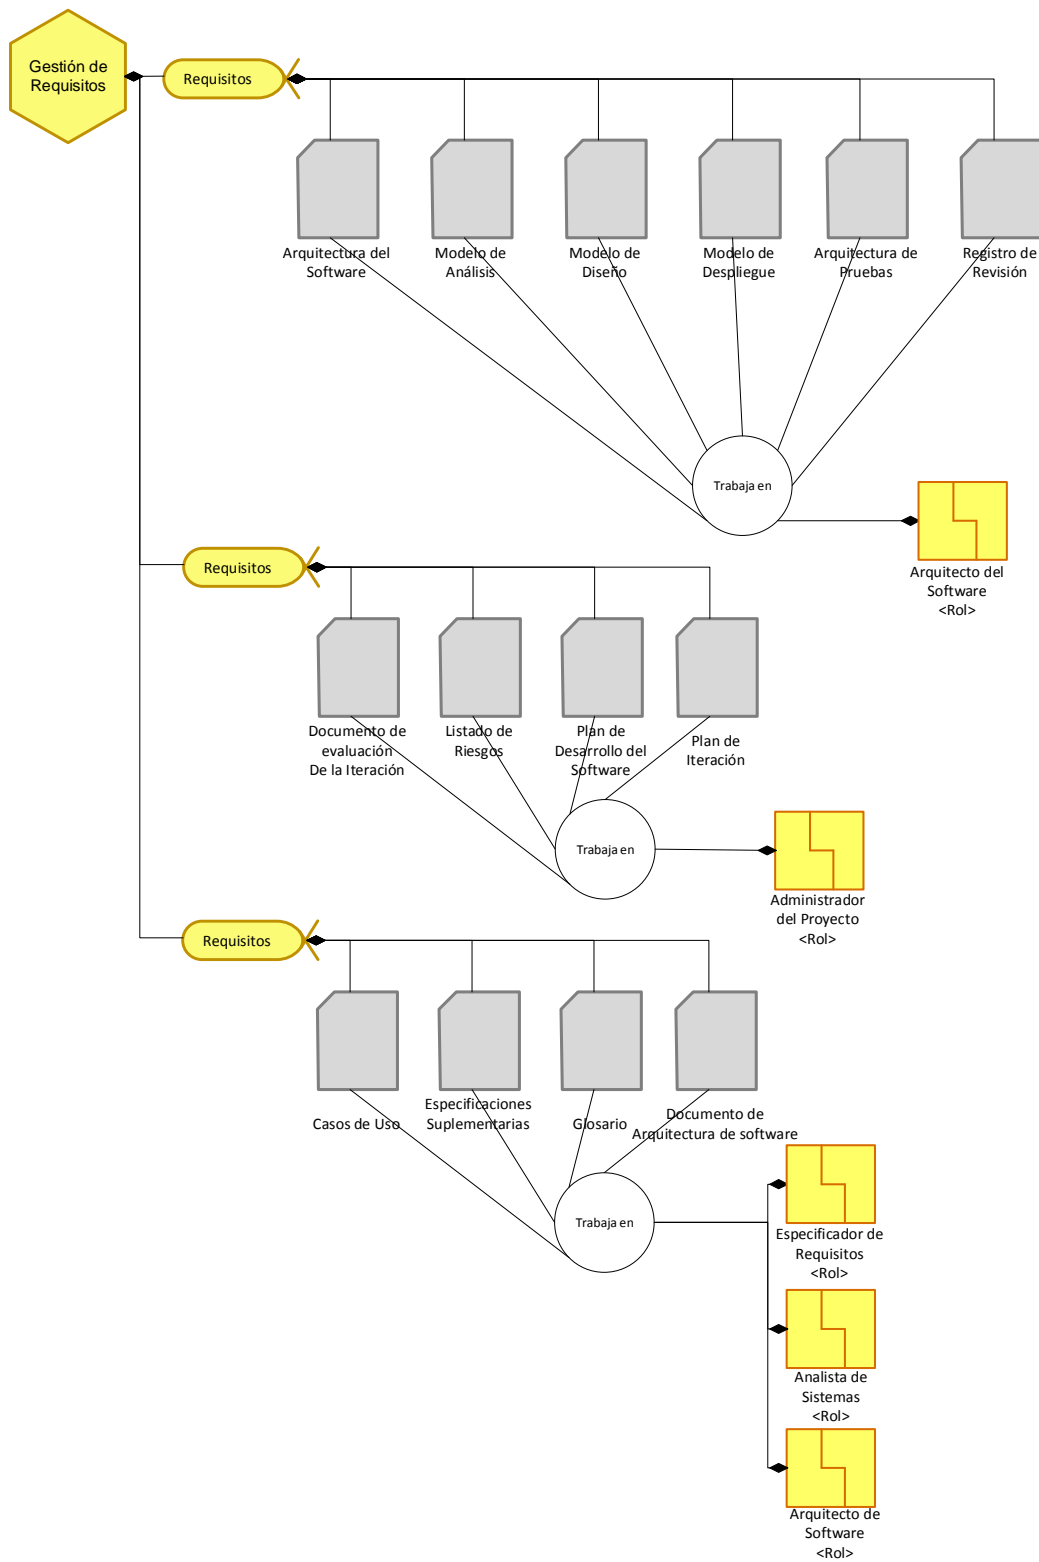 Gestión de
Requisitos
Requisitos
Arquitectura del
Software
Modelo de
Análisis
Modelo de
Diseño
Modelo de
Despliegue
Arquitectura de
Pruebas
Registro de
Revisión
Trabaja en
Arquitecto del
Software
<Rol>
Requisitos
Documento de
evaluación
De la Iteración
Listado de
Riesgos
Plan de
Desarrollo del
Software
Plan de
Iteración
Trabaja en
Administrador
del Proyecto
<Rol>
Requisitos
Casos de Uso
Especificaciones
Suplementarias
Glosario
Documento de
Arquitectura de software
Trabaja en
Especificador de
Requisitos
<Rol>
Analista de
Sistemas
<Rol>
Arquitecto de
Software
<Rol>